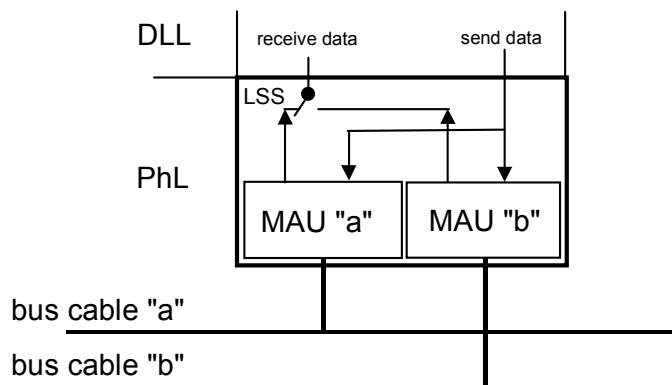 DLL
receive data
send data
LSS
PhL
MAU "a"
MAU "b"
bus cable "a"
bus cable "b"